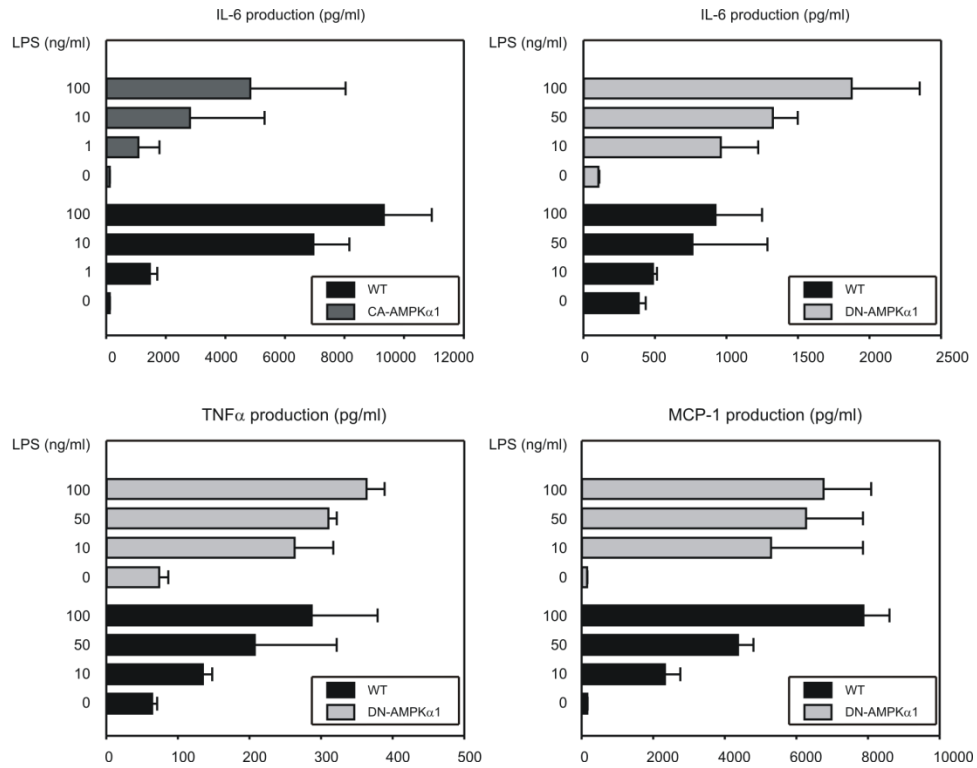 IL-6 production (pg/ml)
LPS (ng/ml)
100
10
1
0
100
10
1
0
WT
CA-AMPKα1
0 2000 4000 6000 8000 10000 12000
IL-6 production (pg/ml)
LPS (ng/ml)
100
50
10
0
100
50
10
0
WT
DN-AMPKα1
0 500 1000 1500 2000 2500
TNFα production (pg/ml)
LPS (ng/ml)
100
50
10
0
100
50
10
0
WT
DN-AMPKα1
0 100 200 300 400 500
MCP-1 production (pg/ml)
LPS (ng/ml)
100
50
10
0
100
50
10
0
WT
DN-AMPKα1
0 2000 4000 6000 8000 10000